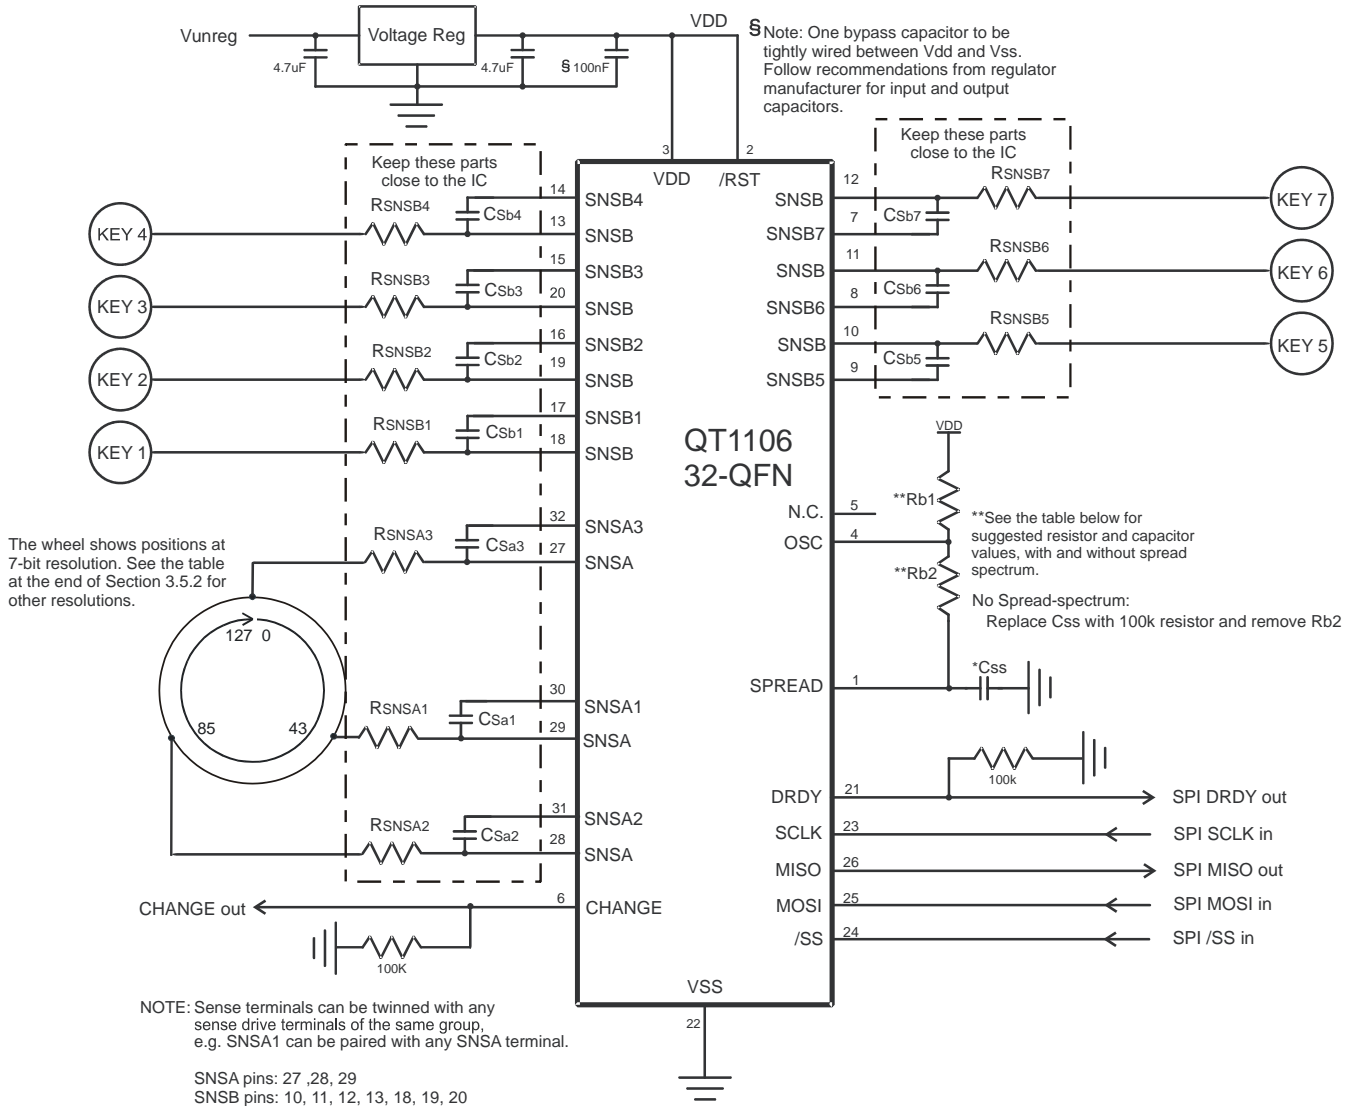 Vunreg
Voltage Reg
VDD
4.7uF
4.7uF
§ 100nF
§ Note: One bypass capacitor to be
tightly wired between Vdd and Vss.
Follow recommendations from regulator
manufacturer for input and output
capacitors.
Keep these parts
close to the IC
Keep these parts
close to the IC
3
2
VDD
/RST
RSNSB4
CSb4
14
SNSB4
KEY 4
13
SNSB
RSNSB3
CSb3
15
SNSB3
KEY 3
20
SNSB
RSNSB2
CSb2
16
SNSB2
KEY 2
19
SNSB
RSNSB1
CSb1
17
SNSB1
KEY 1
18
SNSB
RSNSA3
CSa3
32
SNSA3
27
SNSA
The wheel shows positions at
7-bit resolution. See the table
at the end of Section 3.5.2 for
other resolutions.
127 0
85
43
RSNSA1
CSa1
30
SNSA1
29
SNSA
RSNSA2
CSa2
31
SNSA2
28
SNSA
CHANGE out
6
CHANGE
100K
QT1106
32-QFN
SNSB
12
RSNSB7
KEY 7
SNSB7
7
CSb7
SNSB
11
RSNSB6
KEY 6
SNSB6
8
CSb6
SNSB
10
RSNSB5
KEY 5
SNSB5
9
CSb5
VDD
**Rb1
N.C.
5
OSC
4
**Rb2
**See the table below for
suggested resistor and capacitor
values, with and without spread
spectrum.
No Spread-spectrum:
Replace Css with 100k resistor and remove Rb2
SPREAD
1
*Css
100k
DRDY
21
SPI DRDY out
SCLK
23
SPI SCLK in
MISO
26
SPI MISO out
MOSI
25
SPI MOSI in
/SS
24
SPI /SS in
VSS
22
NOTE: Sense terminals can be twinned with any
sense drive terminals of the same group,
e.g. SNSA1 can be paired with any SNSA terminal.
SNSA pins: 27 ,28, 29
SNSB pins: 10, 11, 12, 13, 18, 19, 20